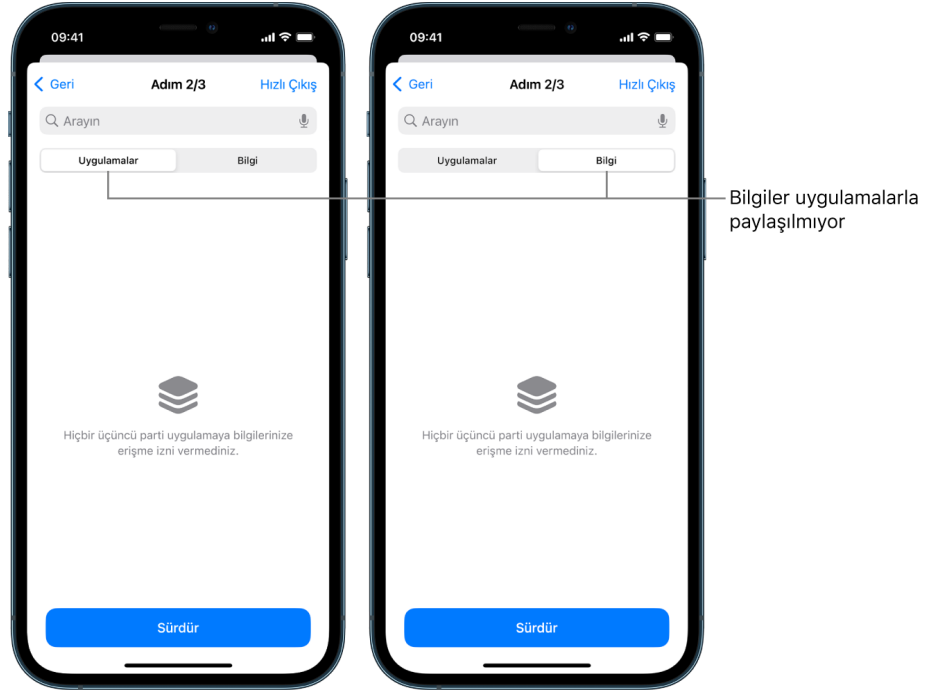 09:41
Geri
Adım 2/3
Hızlı Çıkış
Arayın
Uygulamalar
Bilgi
Hiçbir üçüncü parti uygulamaya bilgilerinize
erişme izni vermediniz.
Sürdür
09:41
Geri
Adım 2/3
Hızlı Çıkış
Arayın
Uygulamalar
Bilgi
Hiçbir üçüncü parti uygulamaya bilgilerinize
erişme izni vermediniz.
Sürdür
Bilgiler uygulamalarla
paylaşılmıyor